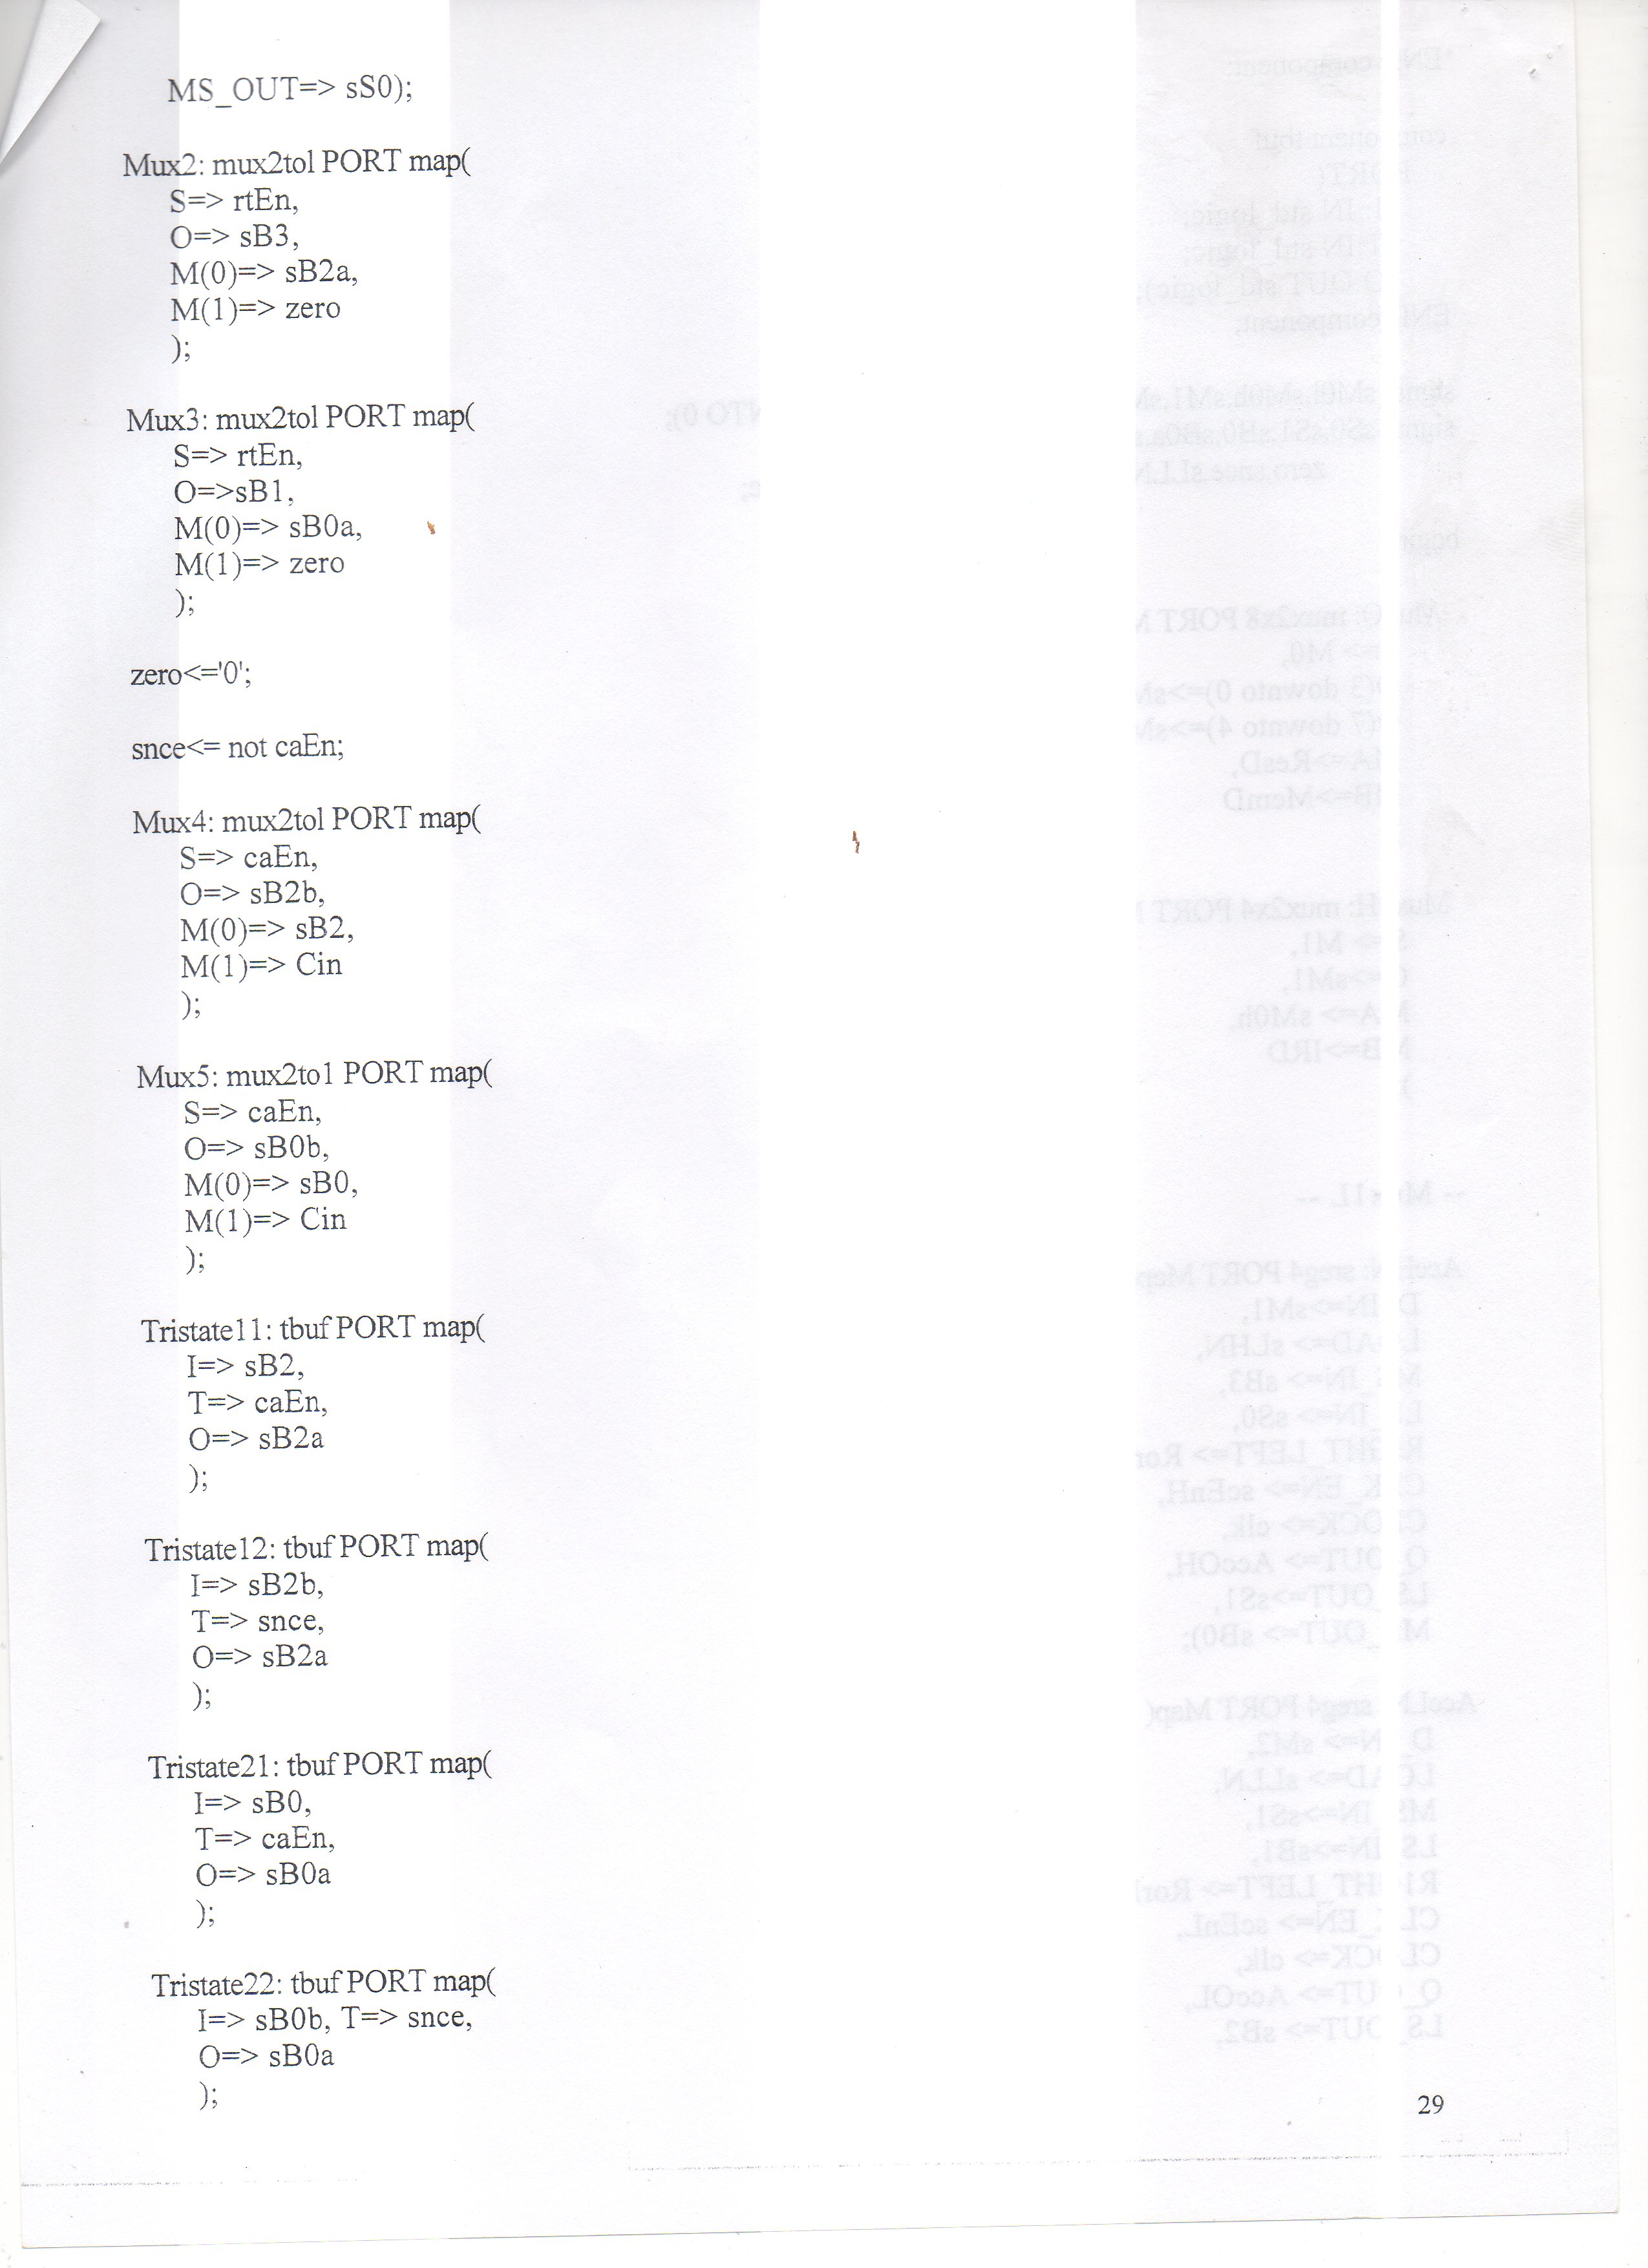 MS_OUT=> sS0);
Mux2: mux2to1 PORT map(
S=> rtEn,
O=> sB3,
M(0)=> sB2a,
M(1)=> zero
);
Mux3: mux2to1 PORT map(
S=> rtEn,
O=>sB1,
M(0)=> sB0a,
M(1)=> zero
);
zero<='0';
snce<= not caEn;
Mux4: mux2to1 PORT map(
S=> caEn,
O=> sB2b,
M(0)=> sB2,
M(1)=> Cin
);
Mux5: mux2to1 PORT map(
S=> caEn,
O=> sB0b,
M(0)=> sB0,
M(1)=> Cin
);
Tristate11: tbuf PORT map(
I=> sB2,
T=> caEn,
O=> sB2a
);
Tristate12: tbuf PORT map(
I=> sB2b,
T=> snce,
O=> sB2a
);
Tristate21: tbuf PORT map(
I=> sB0,
T=> caEn,
O=> sB0a
);
Tristate22: tbuf PORT map(
I=> sB0b, T=> snce,
O=> sB0a
);
29